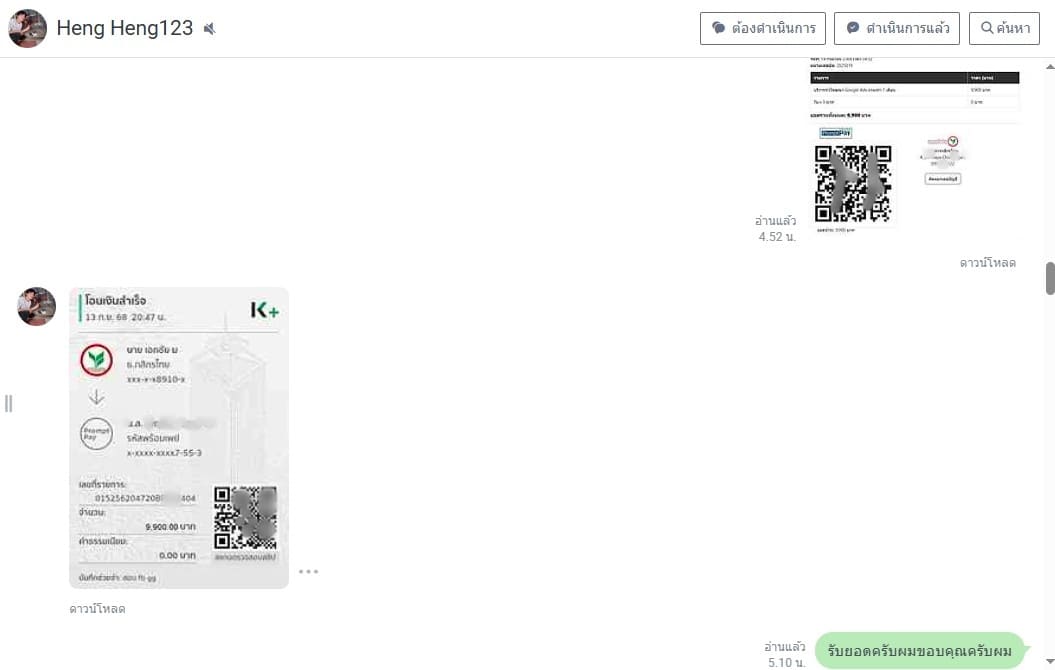 Heng Heng123
ต้องดำเนินการ
ดำเนินการแล้ว
ค้นหา
อ่านแล้ว
4.52 น.
ดาวน์โหลด
โอนเงินสำเร็จ
13 ก.ย. 68 20:47 น.
K+
นาย เอกชัย ม
ธ.กสิกรไทย
xxx-x-x8910-x
Prompt
Pay
น.ส.
รหัสพร้อมเพย์
x-xxxx-xxxx7-55-3
เลขที่รายการ:
จำนวน:
9,900.00 บาท
ค่าธรรมเนียม:
0.00 บาท
สแกนตรวจสอบสลิป
บันทึกช่วยจำ: สอน fb gg
ดาวน์โหลด
อ่านแล้ว
5.10 น.
รับยอดครับผมขอบคุณครับผม